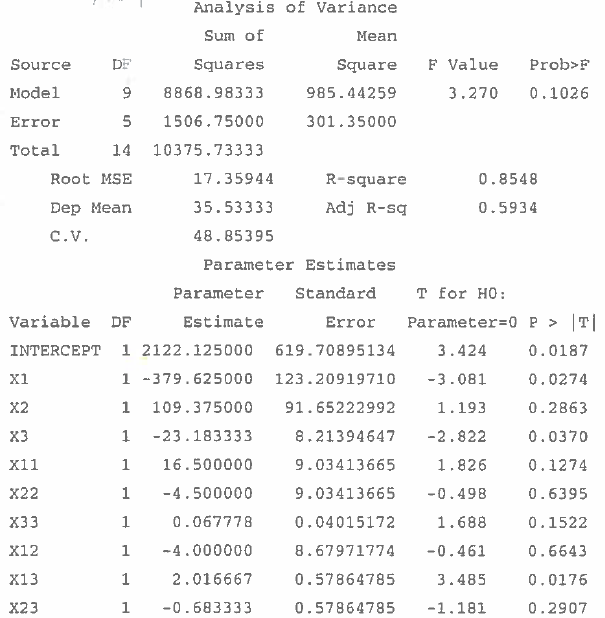 Analysis of Variance
Sum of Mean
Source DF Squares Square F Value Prob>F
Model 9 8868.98333 985.44259 3.270 0.1026
Error 5 1506.75000 301.35000
Total 14 10375.73333
Root MSE 17.35944 R-square 0.8548
Dep Mean 35.53333 Adj R-sq 0.5934
C.V. 48.85395
Parameter Estimates
Parameter Standard T for H0:
Variable DF Estimate Error Parameter=0 P > |T|
INTERCEPT 1 2122.125000 619.70895134 3.424 0.0187
X1 1 -379.625000 123.20919710 -3.081 0.0274
X2 1 109.375000 91.65222992 1.193 0.2863
X3 1 -23.183333 8.21394647 -2.822 0.0370
X11 1 16.500000 9.03413665 1.826 0.1274
X22 1 -4.500000 9.03413665 -0.498 0.6395
X33 1 0.067778 0.04015172 1.688 0.1522
X12 1 -4.000000 8.67971774 -0.461 0.6643
X13 1 2.016667 0.57864785 3.485 0.0176
X23 1 -0.683333 0.57864785 -1.181 0.2907